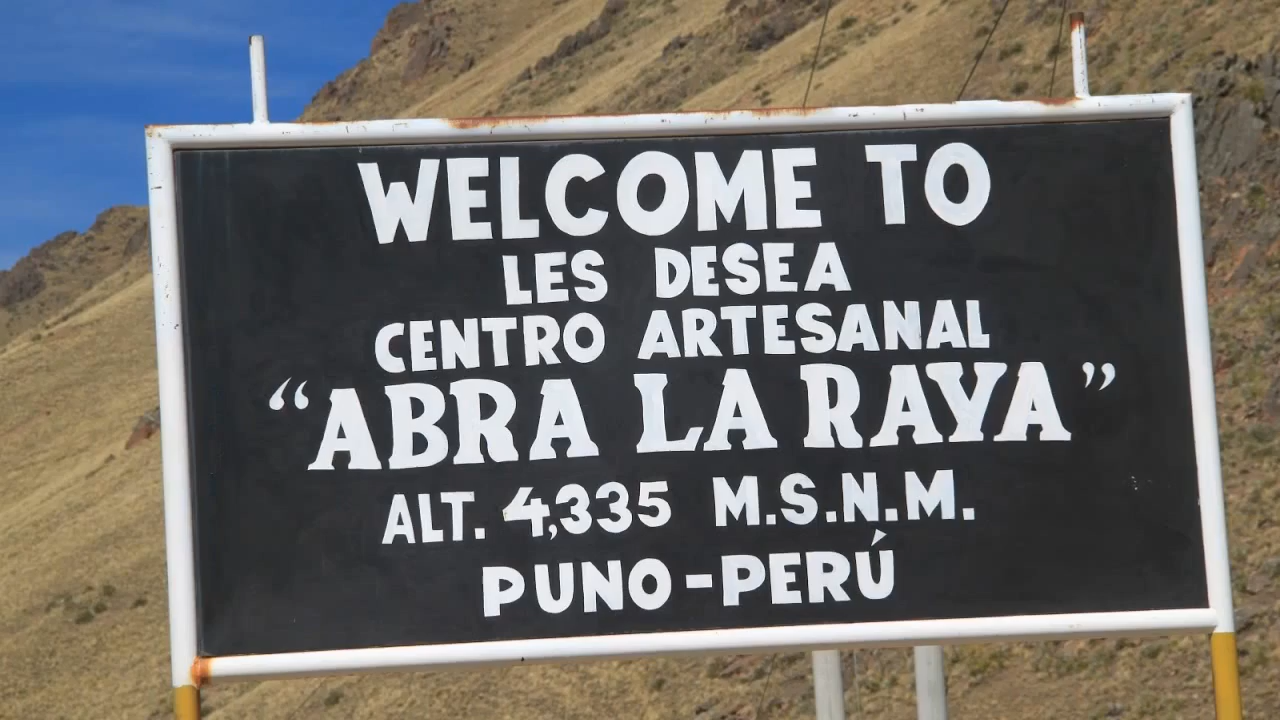 WELCOME TO
LES DESEA
CENTRO ARTESANAL
“ABRA LA RAYA”
ALT. 4,335 M.S.N.M.
PUNO-PERÚ